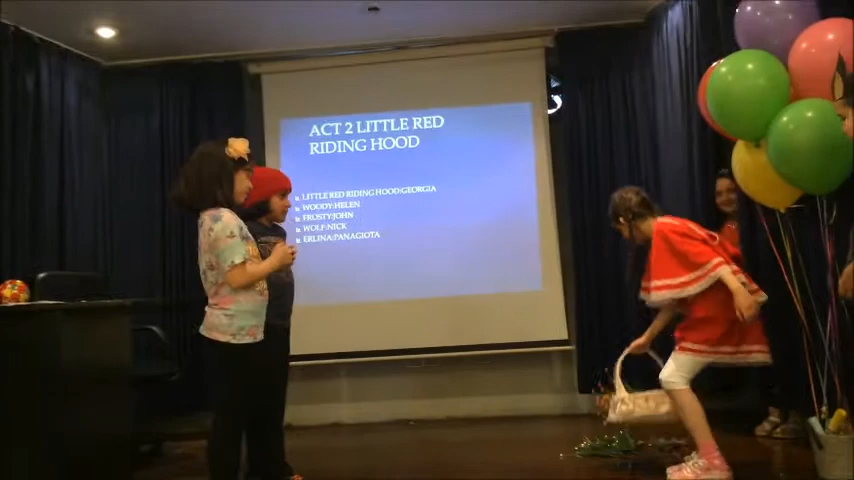 ACT 2 LITTLE RED
RIDING HOOD
LITTLE RED RIDING HOOD:GEORGIA
WOODY:HELEN
FROSTY:JOHN
WOLF:NICK
ERLINA:PANAGIOTA